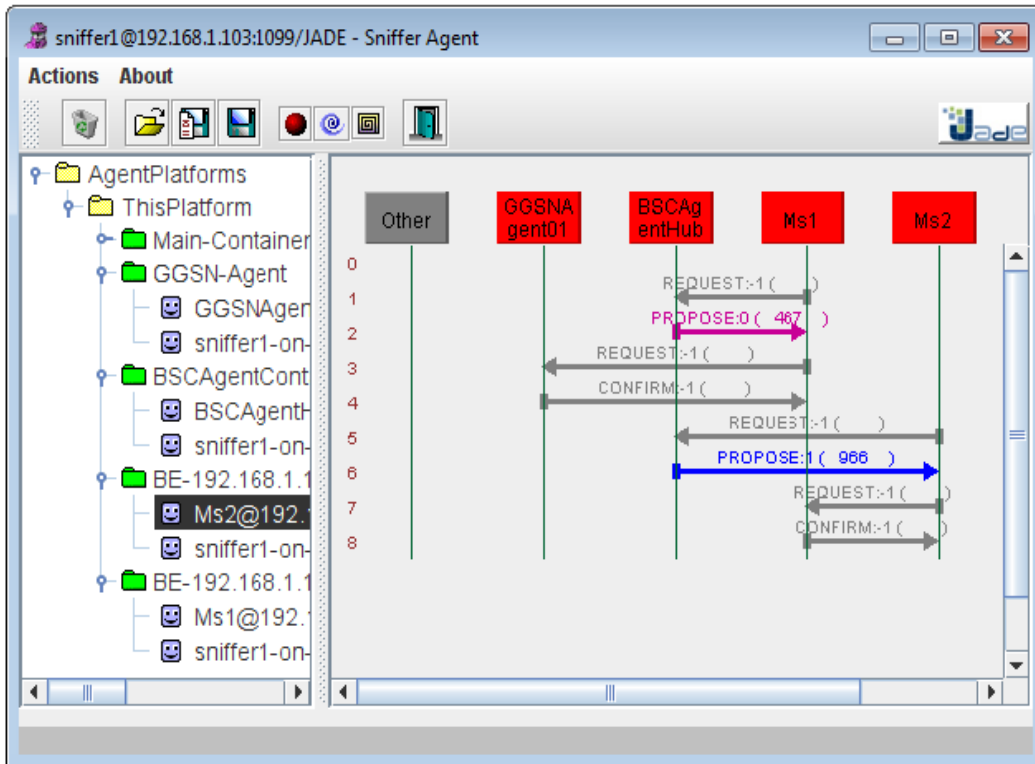 sniffer1@192.168.1.103:1099/JADE - Sniffer Agent
Actions About
Jade
AgentPlatforms
ThisPlatform
Main-Container
GGSN-Agent
GGSNAgen
sniffer1-on-
BSCAgentCont
BSCAgentH
sniffer1-on-
BE-192.168.1.1
Ms2@192.1
sniffer1-on-
BE-192.168.1.1
Ms1@192.1
sniffer1-on-
Other
GGSNA
gent01
BSCAg
entHub
Ms1
Ms2
0
REQUEST:-1 ( )
1
PROPOSE:0 ( 467 )
2
REQUEST:-1 ( )
3
CONFIRM:-1 ( )
4
REQUEST:-1 ( )
5
PROPOSE:1 ( 966 )
6
REQUEST:-1 ( )
7
CONFIRM:-1 ( )
8